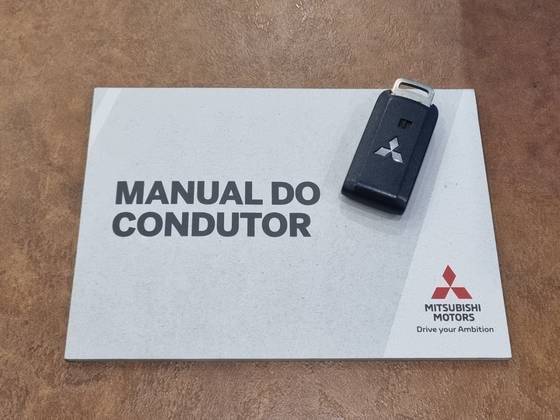 MANUAL DO
CONDUTOR
MITSUBISHI
MOTORS
Drive your Ambition